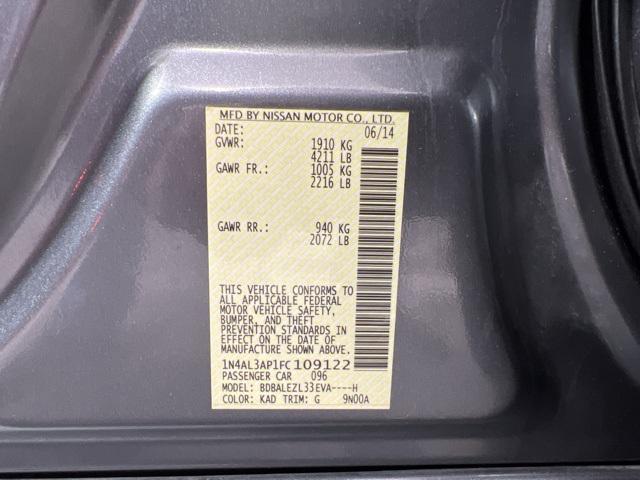 MFD BY NISSAN MOTOR CO., LTD.
DATE: 06/14
GVWR: 1910 KG
4211 LB
GAWR FR.: 1005 KG
2216 LB
GAWR RR.: 940 KG
2072 LB
THIS VEHICLE CONFORMS TO
ALL APPLICABLE FEDERAL
MOTOR VEHICLE SAFETY,
BUMPER, AND THEFT
PREVENTION STANDARDS IN
EFFECT ON THE DATE OF
MANUFACTURE SHOWN ABOVE.
1N4AL3AP1FC109122
PASSENGER CAR 096
MODEL: BDBALEZL33EVA----H
COLOR: KAD TRIM: G 9N00A